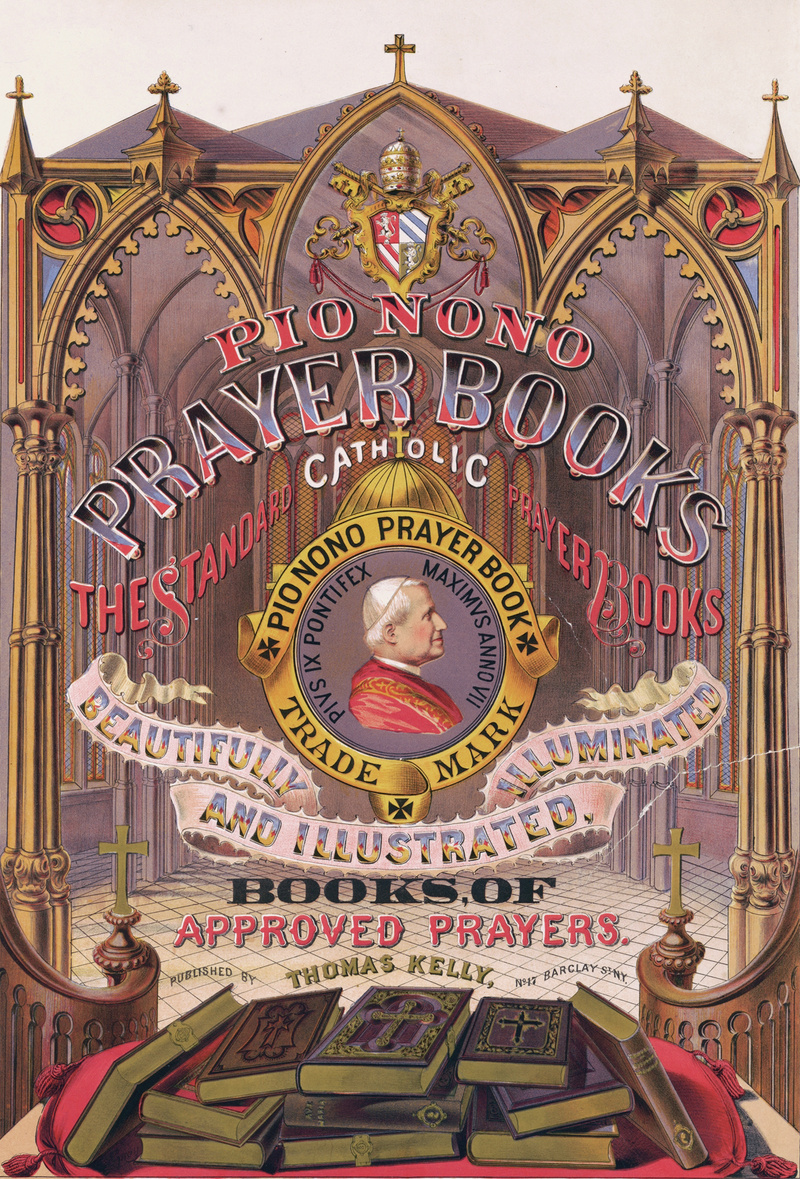 PIO NONO
PRAYER BOOKS
CATHOLIC
THE STANDARD PRAYER BOOKS
PIO NONO PRAYER BOOK
PIVS IX PONTIFEX MAXIMVS ANNO VII
TRADE MARK
BEAUTIFULLY ILLUMINATED
AND ILLUSTRATED,
BOOKS, OF
APPROVED PRAYERS.
PUBLISHED BY THOMAS KELLY, No 17 BARCLAY St NY.
AVE MARIA